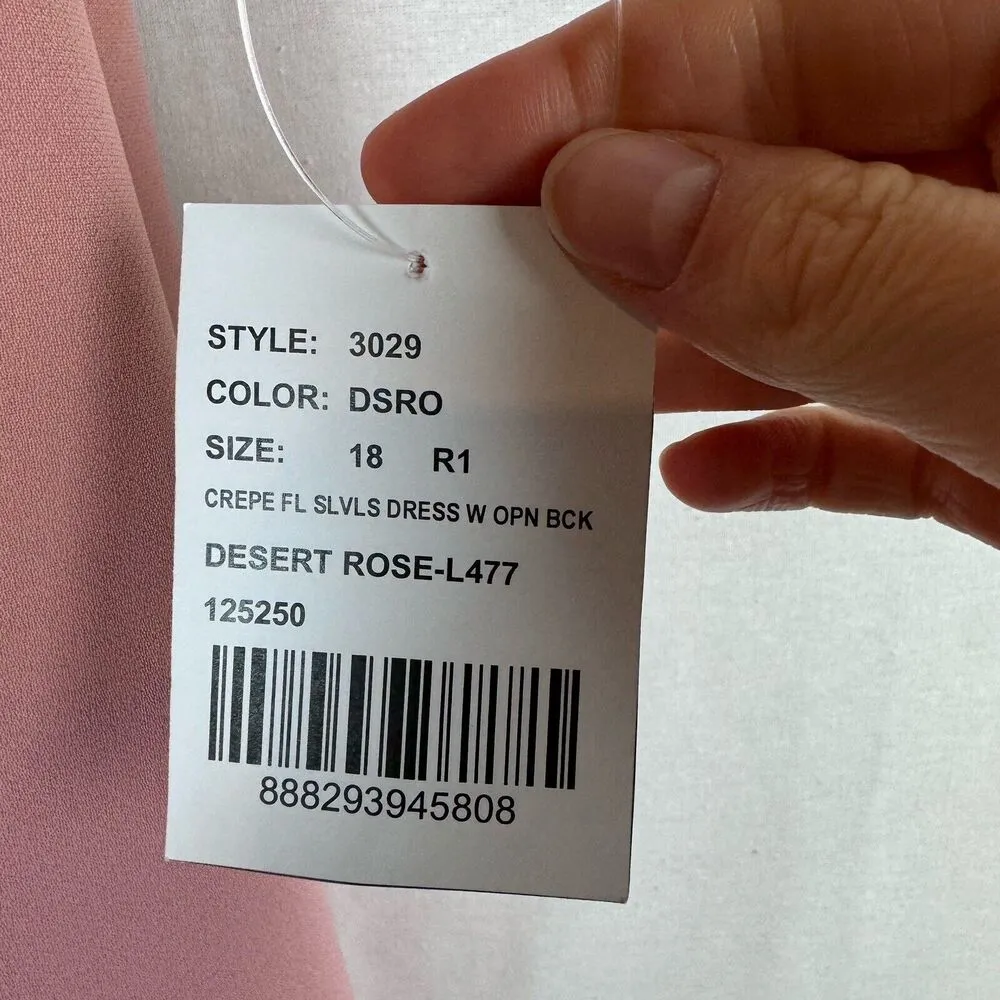 STYLE: 3029
COLOR: DSRO
SIZE: 18 R1
CREPE FL SLVLS DRESS W OPN BCK
DESERT ROSE-L477
125250
888293945808